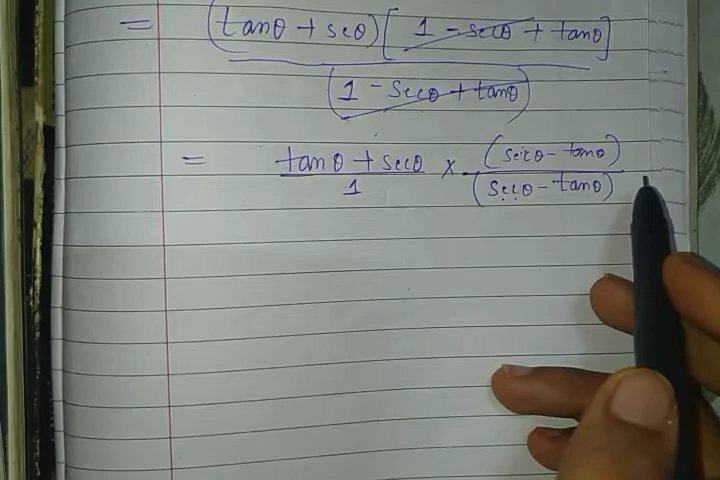 = (tanθ + secθ) [1 - secθ + tanθ]
(1 - secθ + tanθ)
= tanθ + secθ × (secθ - tanθ)
1 (secθ - tanθ)